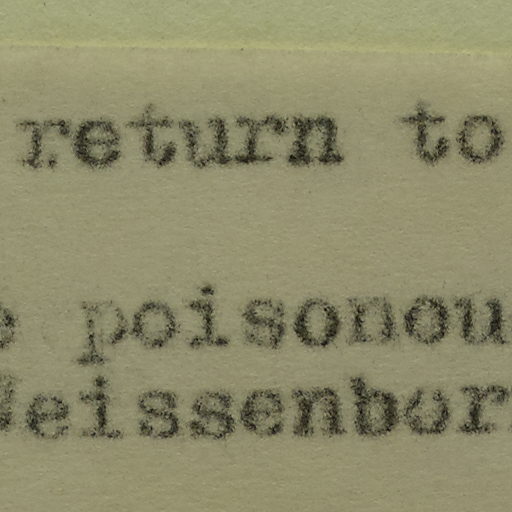 return to
e poisonou
eissenbor